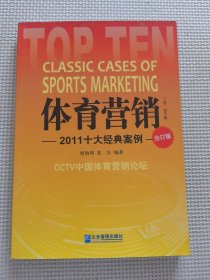 TOP TEN
CLASSIC CASES OF
SPORTS MARKETING
体育营销
2011十大经典案例
合订版
CCTV中国体育营销论坛
企业管理出版社